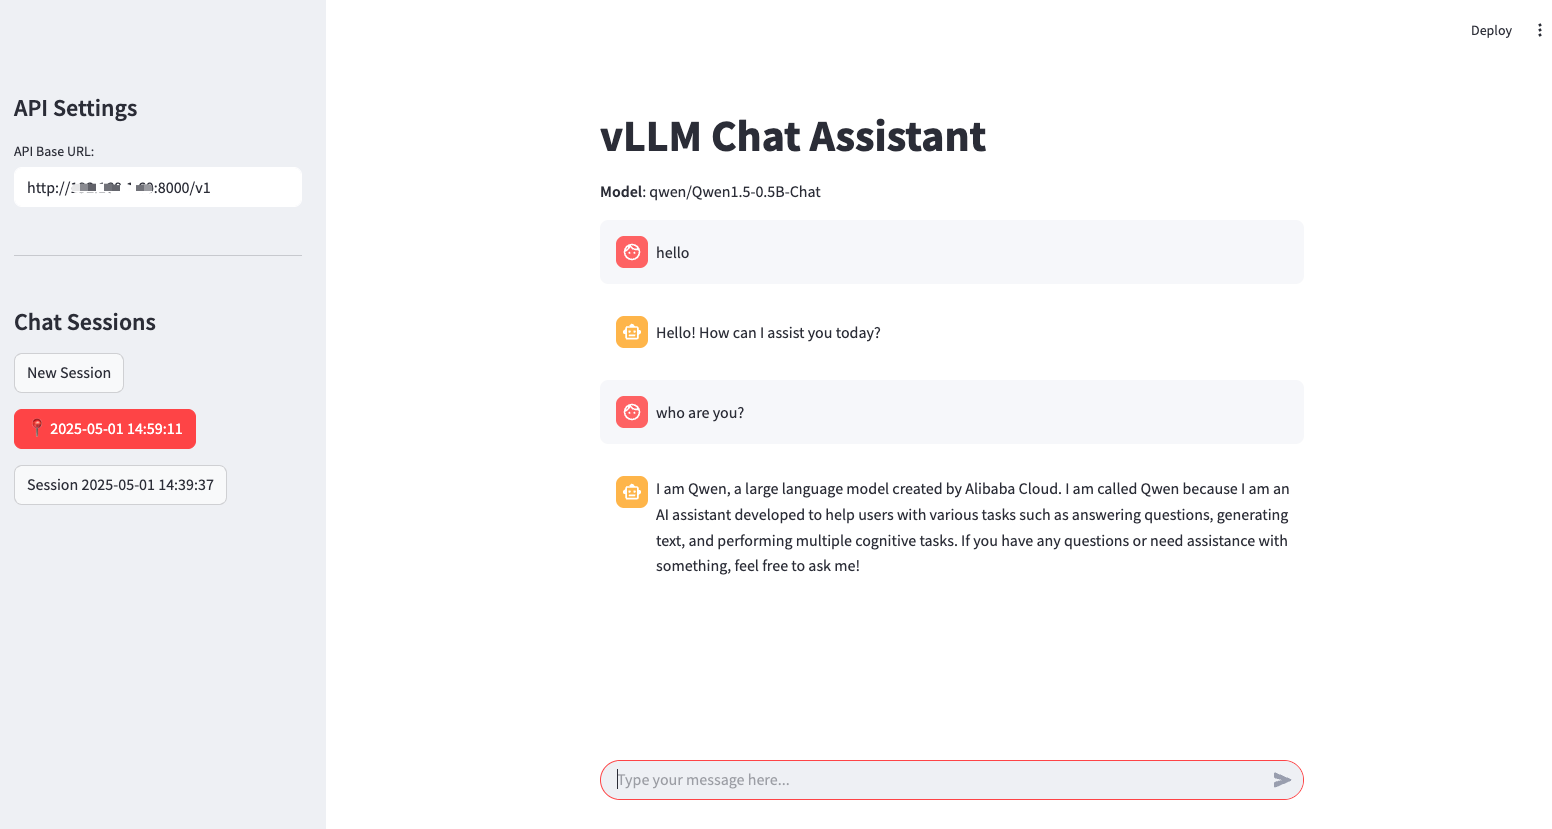 Deploy
API Settings
API Base URL:
http://:8000/v1
Chat Sessions
New Session
2025-05-01 14:59:11
Session 2025-05-01 14:39:37
vLLM Chat Assistant
Model: qwen/Qwen1.5-0.5B-Chat
hello
Hello! How can I assist you today?
who are you?
I am Qwen, a large language model created by Alibaba Cloud. I am called Qwen because I am an
AI assistant developed to help users with various tasks such as answering questions, generating
text, and performing multiple cognitive tasks. If you have any questions or need assistance with
something, feel free to ask me!
Type your message here...